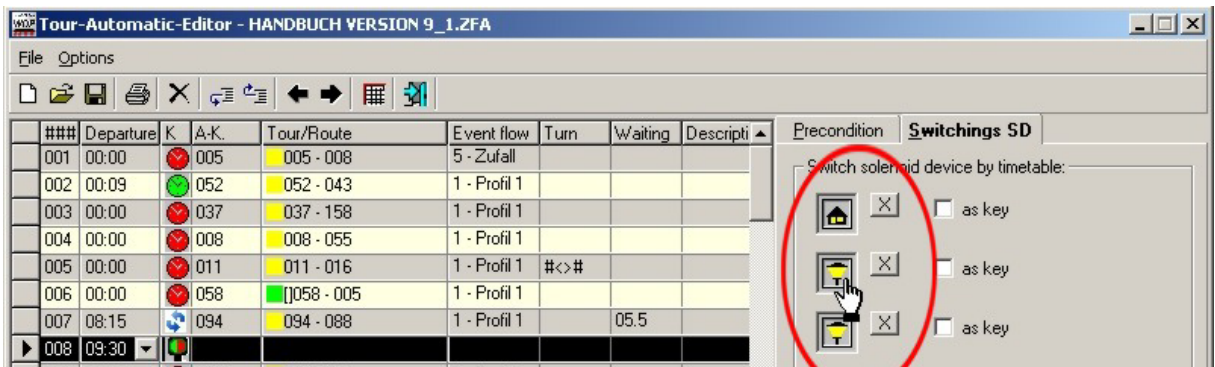 Tour-Automatic-Editor - HANDBUCH VERSION 9_1.ZFA
File Options
### Departure K A-K. Tour/Route Event flow Turn Waiting Descripti
001 00:00 005 005 - 008 5 - Zufall
002 00:09 052 052 - 043 1 - Profil 1
003 00:00 037 037 - 158 1 - Profil 1
004 00:00 008 008 - 055 1 - Profil 1
005 00:00 011 011 - 016 1 - Profil 1 #<>#
006 00:00 058 []058 - 005 1 - Profil 1
007 08:15 094 094 - 088 1 - Profil 1 05.5
008 09:30
Precondition Switchings SD
Switch solenoid device by timetable:
X as key
X as key
X as key